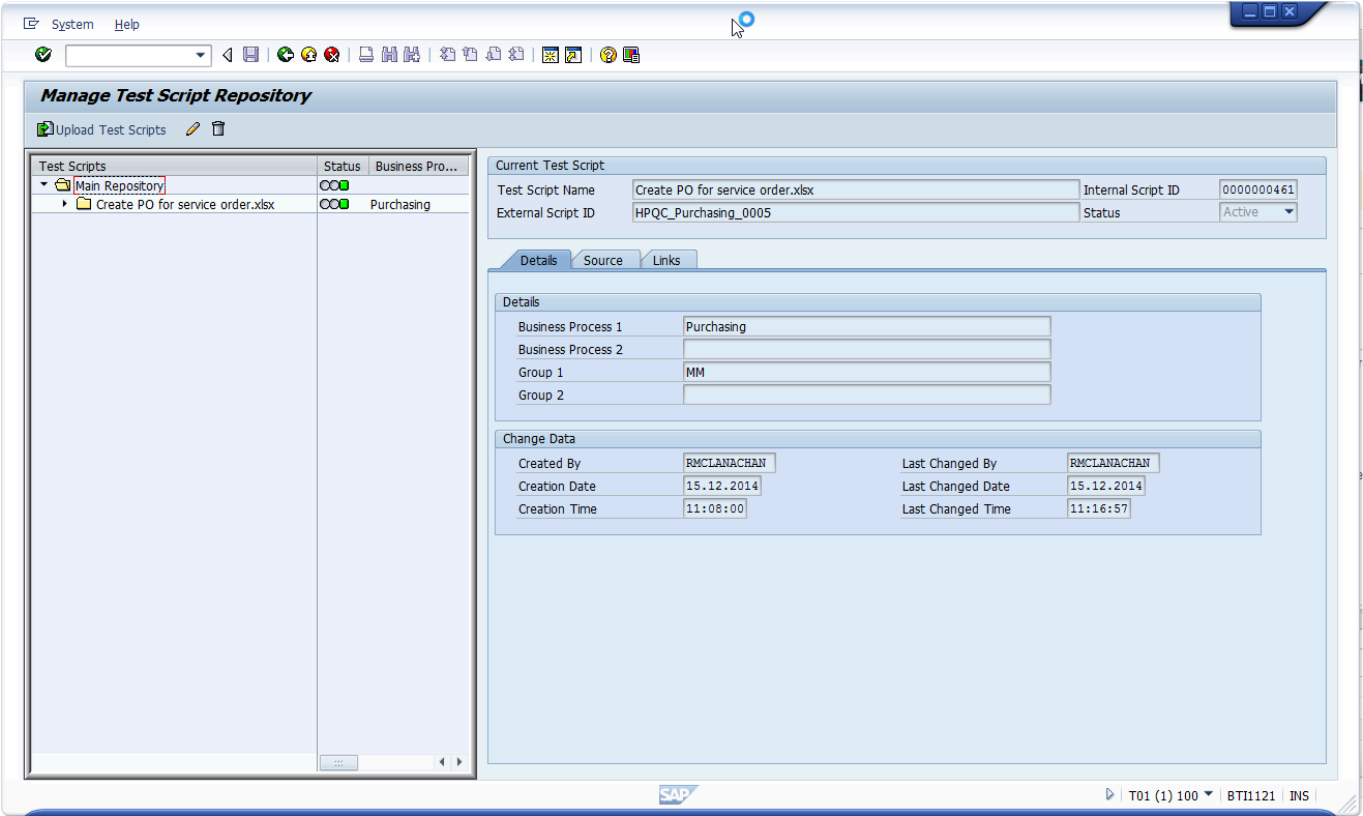 System Help
Manage Test Script Repository
Upload Test Scripts
Test Scripts Status Business Pro...
Main Repository
Create PO for service order.xlsx Purchasing
Current Test Script
Test Script Name Create PO for service order.xlsx Internal Script ID 0000000461
External Script ID HPQC_Purchasing_0005 Status Active
Details Source Links
Details
Business Process 1 Purchasing
Business Process 2
Group 1 MM
Group 2
Change Data
Created By RMCLANACHAN Last Changed By RMCLANACHAN
Creation Date 15.12.2014 Last Changed Date 15.12.2014
Creation Time 11:08:00 Last Changed Time 11:16:57
SAP T01 (1) 100 BTI1121 INS